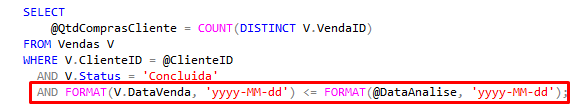 SELECT
@QtdComprasCliente = COUNT(DISTINCT V.VendaID)
FROM Vendas V
WHERE V.ClienteID = @ClienteID
AND V.Status = 'Concluida'
AND FORMAT(V.DataVenda, 'yyyy-MM-dd') <= FORMAT(@DataAnalise, 'yyyy-MM-dd');